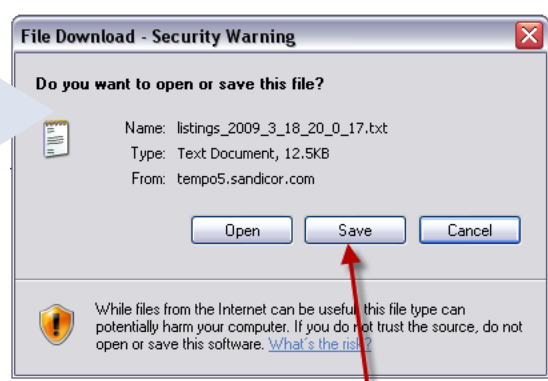 File Download - Security Warning
Do you want to open or save this file?
Name: listings_2009_3_18_20_0_17.txt
Type: Text Document, 12.5KB
From: tempo5.sandicor.com
Open Save Cancel
While files from the Internet can be useful, this file type can
potentially harm your computer. If you do not trust the source, do not
open or save this software. What's the risk?